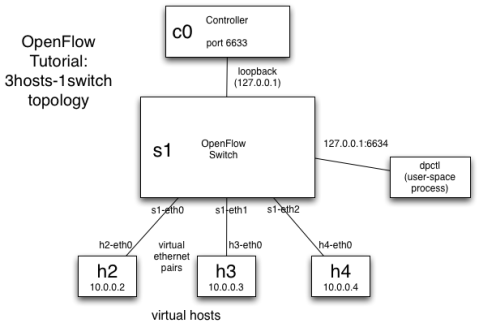 OpenFlow
Tutorial:
3hosts-1switch
topology
c0
Controller
port 6633
loopback
(127.0.0.1)
s1
OpenFlow
Switch
127.0.0.1:6634
dpctl
(user-space
process)
s1-eth0
s1-eth1
s1-eth2
h2-eth0
virtual
ethernet
pairs
h3-eth0
h4-eth0
h2
10.0.0.2
h3
10.0.0.3
h4
10.0.0.4
virtual hosts